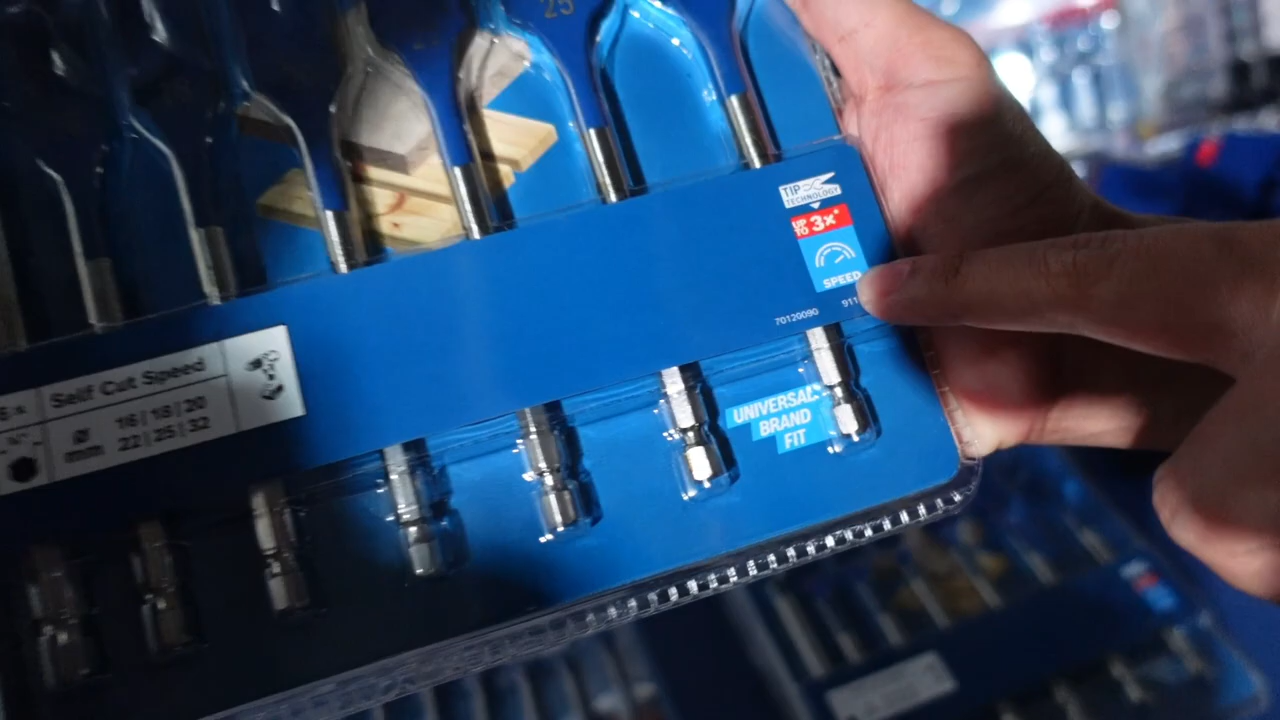 25
TIP
TECHNOLOGY
UP TO 3x*
SPEED
70120090 911
Self Cut Speed
Ø mm
16|18|20
22|25|32
UNIVERSAL
BRAND
FIT